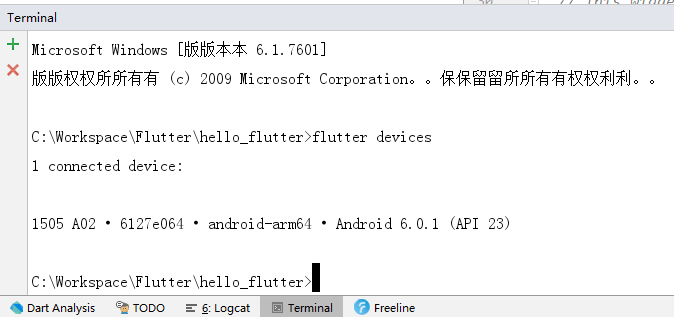 Terminal
Microsoft Windows [版版本本 6.1.7601]
版版权权所所有有 (c) 2009 Microsoft Corporation。。保保留留所所有有权权利利。。
C:\Workspace\Flutter\hello_flutter>flutter devices
1 connected device:
1505 A02 • 6127e064 • android-arm64 • Android 6.0.1 (API 23)
C:\Workspace\Flutter\hello_flutter>
Dart Analysis TODO 6: Logcat Terminal Freeline